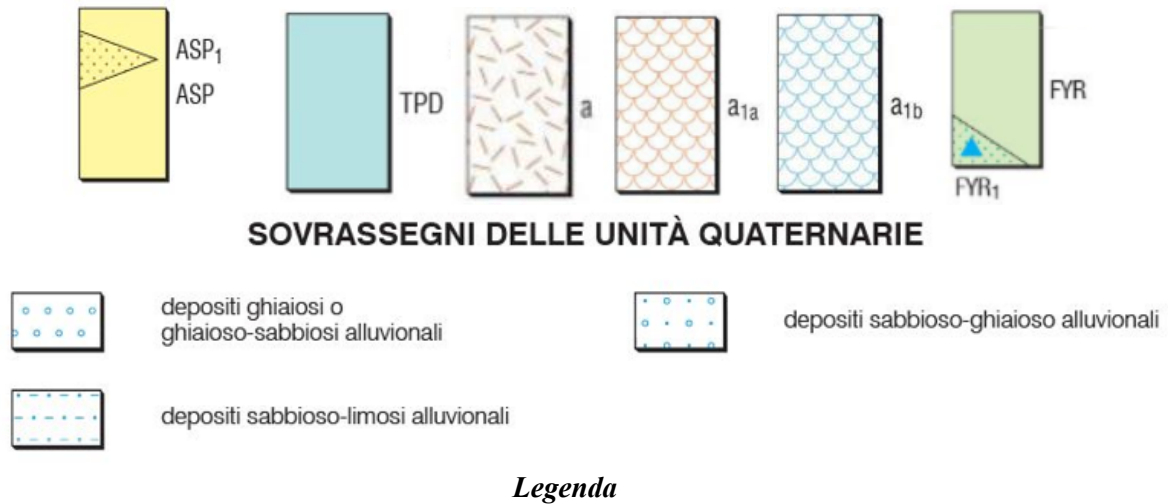 ASP₁
ASP
TPD
a
a₁ₐ
a₁b
FYR
FYR₁
SOVRASSEGNI DELLE UNITÀ QUATERNARIE
depositi ghiaiosi o
ghiaioso-sabbiosi alluvionali
depositi sabbioso-ghiaioso alluvionali
depositi sabbioso-limosi alluvionali
Legenda